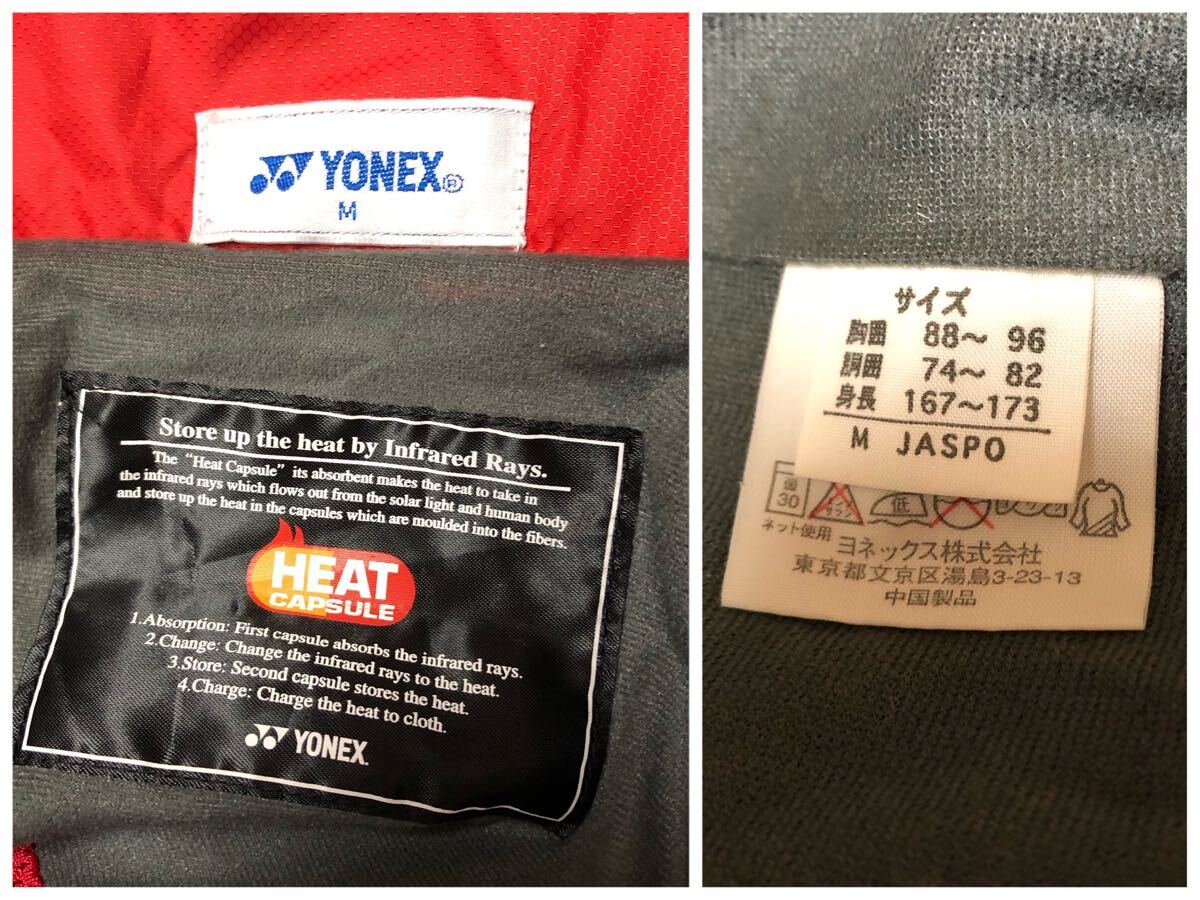 YONEX®
M
Store up the heat by Infrared Rays.
The “Heat Capsule” its absorbent makes the heat to take in
the infrared rays which flows out from the solar light and human body
and store up the heat in the capsules which are moulded into the fibers.
HEAT
CAPSULE
1.Absorption: First capsule absorbs the infrared rays.
2.Change: Change the infrared rays to the heat.
3.Store: Second capsule stores the heat.
4.Charge: Charge the heat to cloth.
YONEX
サイズ
胸囲 88〜 96
胴囲 74〜 82
身長 167〜173
M JASPO
30
低
ネット使用
ヨネックス株式会社
東京都文京区湯島3-23-13
中国製品